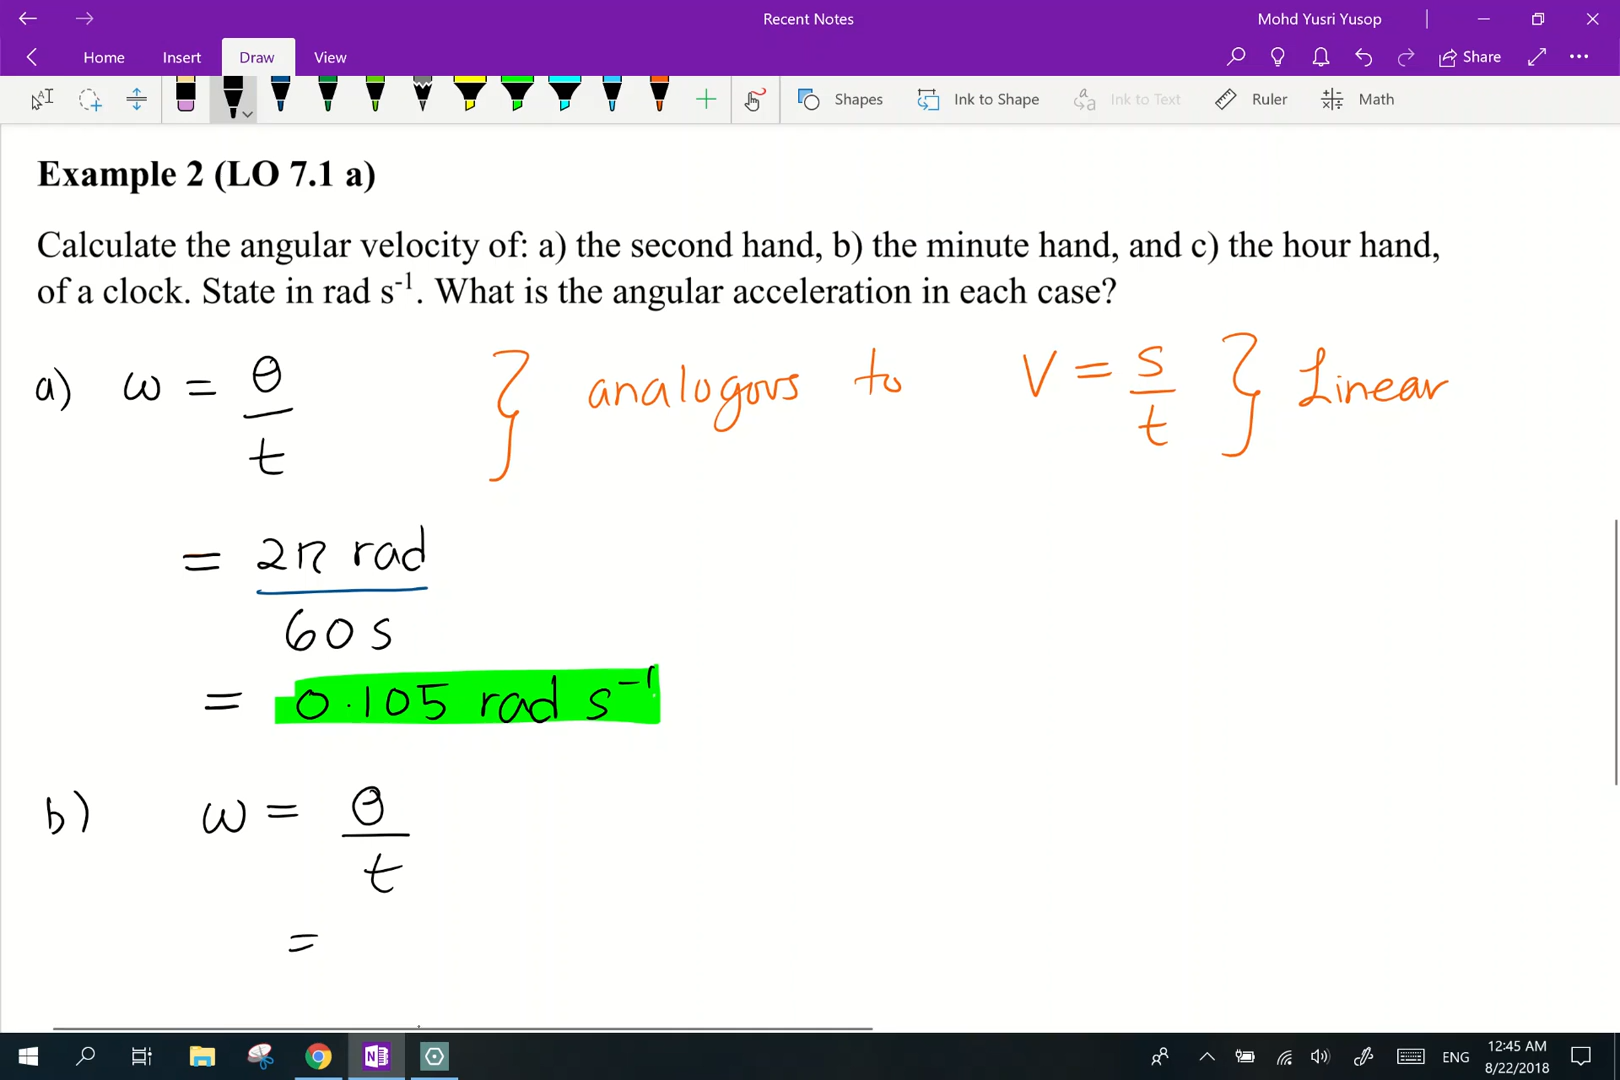 Recent Notes
Mohd Yusri Yusop
Home Insert Draw View
Share
Shapes Ink to Shape Ink to Text Ruler Math
Example 2 (LO 7.1 a)
Calculate the angular velocity of: a) the second hand, b) the minute hand, and c) the hour hand,
of a clock. State in rad s⁻¹. What is the angular acceleration in each case?
a) ω = θ / t } analogous to V = s / t } Linear
= 2π rad / 60 s
= 0.105 rad s⁻¹
b) ω = θ / t
=
ENG
12:45 AM
8/22/2018